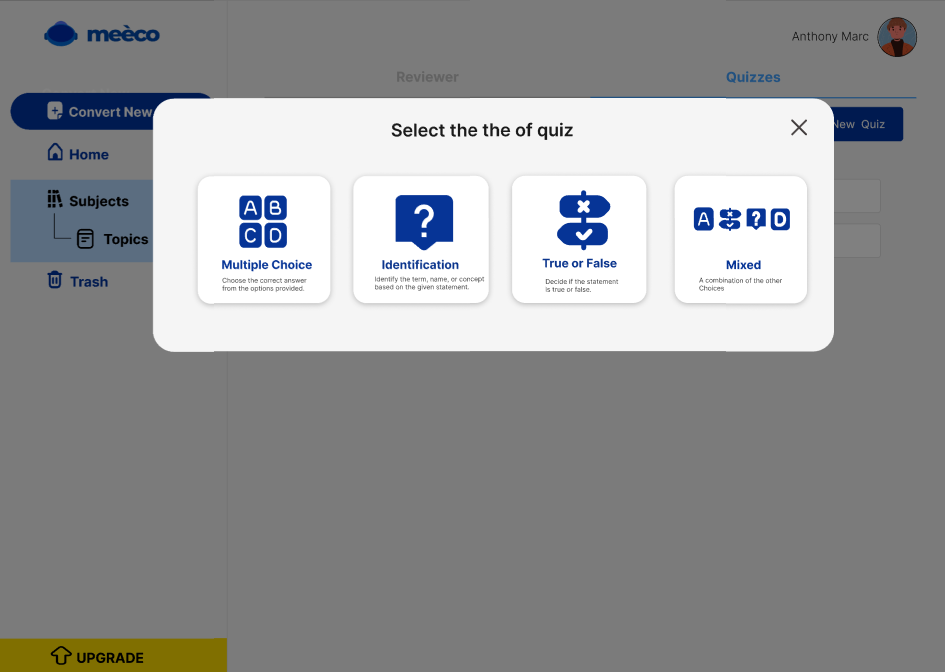 meèco
Anthony Marc
Reviewer
Quizzes
Convert New
New Quiz
Select the the of quiz
Home
Subjects
Topics
Trash
A B
C D
?
Multiple Choice
Choose the correct answer
from the options provided.
Identification
Identify the term, name, or concept
based on the given statement.
True or False
Decide if the statement
is true or false.
A ? D
Mixed
A combination of the other
Choices
UPGRADE